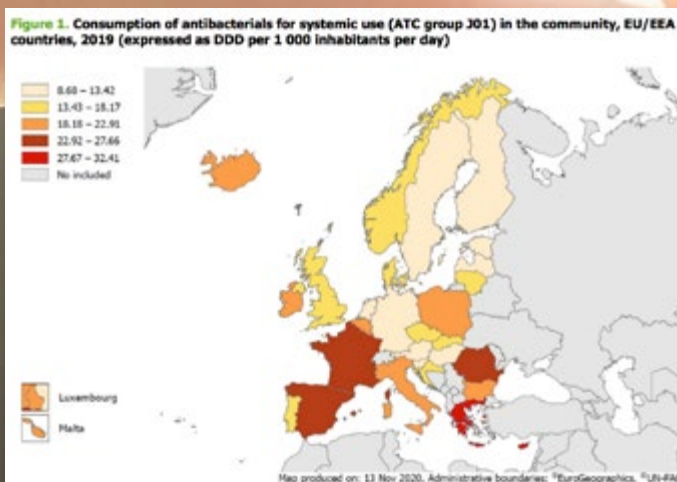 Figure 1. Consumption of antibacterials for systemic use (ATC group J01) in the community, EU/EEA
countries, 2019 (expressed as DDD per 1 000 inhabitants per day)
8.68 – 13.42
13.43 – 18.17
18.18 – 22.91
22.92 – 27.66
27.67 – 32.41
No included
Luxembourg
Malta
Map produced on: 13 Nov 2020. Administrative boundaries: ©EuroGeographics, ©UN-FAO